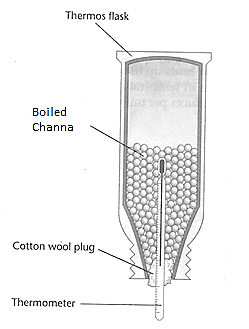 Thermos flask
Boiled
Channa
Cotton wool plug
Thermometer